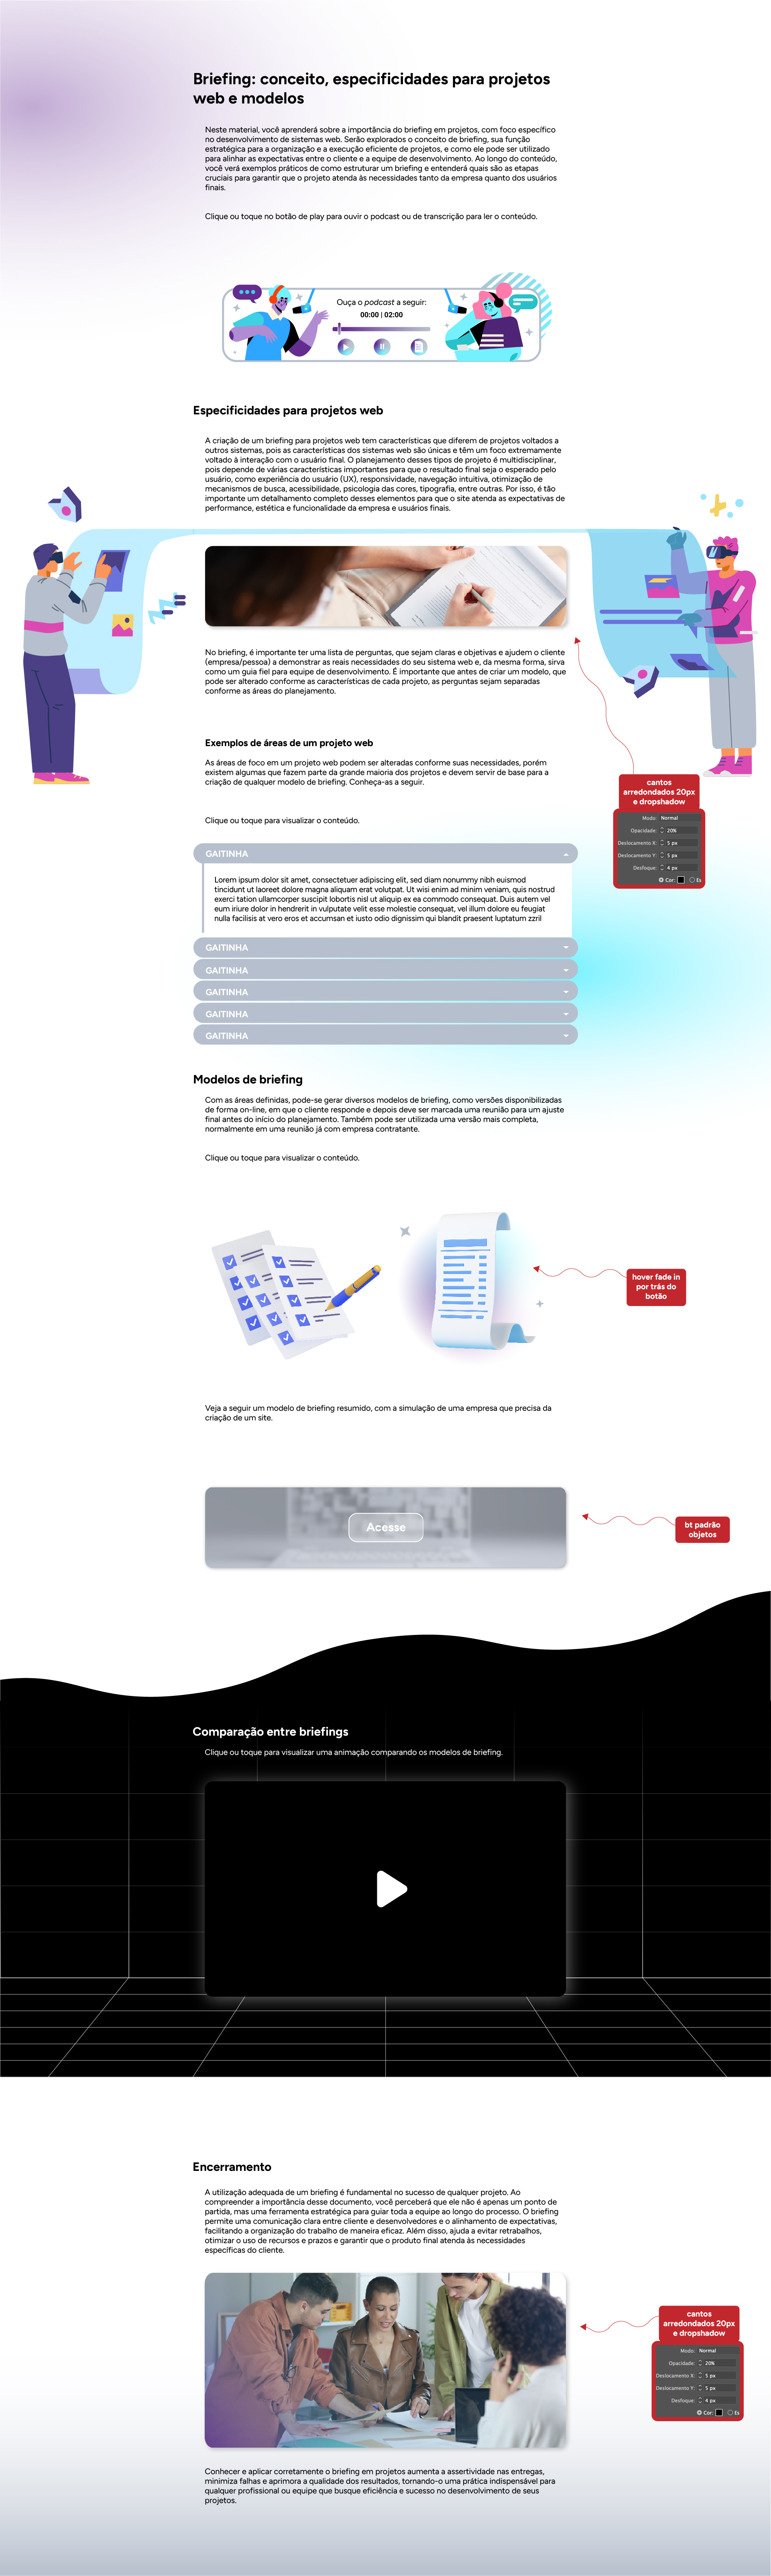 Briefing: conceito, especificidades para projetos
web e modelos
Neste material, você aprenderá sobre a importância do briefing em projetos, com foco específico
no desenvolvimento de sistemas web. Serão explorados o conceito de briefing, sua função
estratégica para a organização e a execução eficiente de projetos, e como ele pode ser utilizado
para alinhar as expectativas entre o cliente e a equipe de desenvolvimento. Ao longo do conteúdo,
você verá exemplos práticos de como estruturar um briefing e entenderá quais são as etapas
cruciais para garantir que o projeto atenda às necessidades tanto da empresa quanto dos usuários
finais.
Clique ou toque no botão de play para ouvir o podcast ou de transcrição para ler o conteúdo.
Ouça o podcast a seguir:
00:00 | 02:00
Especificidades para projetos web
A criação de um briefing para projetos web tem características que diferem de projetos voltados a
outros sistemas, pois as características dos sistemas web são únicas e têm um foco extremamente
voltado à interação com o usuário final. O planejamento desses tipos de projeto é multidisciplinar,
pois depende de várias características importantes para que o resultado final seja o esperado pelo
usuário, como experiência do usuário (UX), responsividade, navegação intuitiva, otimização de
mecanismos de busca, acessibilidade, psicologia das cores, tipografia, entre outras. Por isso, é tão
importante um detalhamento completo desses elementos para que o site atenda às expectativas de
performance, estética e funcionalidade da empresa e usuários finais.
No briefing, é importante ter uma lista de perguntas, que sejam claras e objetivas e ajudem o cliente
(empresa/pessoa) a demonstrar as reais necessidades do seu sistema web e, da mesma forma, sirva
como um guia fiel para equipe de desenvolvimento. É importante que antes de criar um modelo, que
pode ser alterado conforme as características de cada projeto, as perguntas sejam separadas
conforme as áreas do planejamento.
Exemplos de áreas de um projeto web
As áreas de foco em um projeto web podem ser alteradas conforme suas necessidades, porém
existem algumas que fazem parte da grande maioria dos projetos e devem servir de base para a
criação de qualquer modelo de briefing. Conheça-as a seguir.
cantos
arredondados 20px
e dropshadow
Modo: Normal
Opacidade: 20%
Deslocamento X: 5 px
Deslocamento Y: 5 px
Desfoque: 4 px
Cor: Es
Clique ou toque para visualizar o conteúdo.
GAITINHA
Lorem ipsum dolor sit amet, consectetuer adipiscing elit, sed diam nonummy nibh euismod
tincidunt ut laoreet dolore magna aliquam erat volutpat. Ut wisi enim ad minim veniam, quis nostrud
exerci tation ullamcorper suscipit lobortis nisl ut aliquip ex ea commodo consequat. Duis autem vel
eum iriure dolor in hendrerit in vulputate velit esse molestie consequat, vel illum dolore eu feugiat
nulla facilisis at vero eros et accumsan et iusto odio dignissim qui blandit praesent luptatum zzril
GAITINHA
GAITINHA
GAITINHA
GAITINHA
GAITINHA
Modelos de briefing
Com as áreas definidas, pode-se gerar diversos modelos de briefing, como versões disponibilizadas
de forma on-line, em que o cliente responde e depois deve ser marcada uma reunião para um ajuste
final antes do início do planejamento. Também pode ser utilizada uma versão mais completa,
normalmente em uma reunião já com empresa contratante.
Clique ou toque para visualizar o conteúdo.
hover fade in
por trás do
botão
Veja a seguir um modelo de briefing resumido, com a simulação de uma empresa que precisa da
criação de um site.
Acesse
bt padrão
objetos
Comparação entre briefings
Clique ou toque para visualizar uma animação comparando os modelos de briefing.
Encerramento
A utilização adequada de um briefing é fundamental no sucesso de qualquer projeto. Ao
compreender a importância desse documento, você perceberá que ele não é apenas um ponto de
partida, mas uma ferramenta estratégica para guiar toda a equipe ao longo do processo. O briefing
permite uma comunicação clara entre cliente e desenvolvedores e o alinhamento de expectativas,
facilitando a organização do trabalho de maneira eficaz. Além disso, ajuda a evitar retrabalhos,
otimizar o uso de recursos e prazos e garantir que o produto final atenda às necessidades
específicas do cliente.
cantos
arredondados 20px
e dropshadow
Modo: Normal
Opacidade: 20%
Deslocamento X: 5 px
Deslocamento Y: 5 px
Desfoque: 4 px
Cor: Es
Conhecer e aplicar corretamente o briefing em projetos aumenta a assertividade nas entregas,
minimiza falhas e aprimora a qualidade dos resultados, tornando-o uma prática indispensável para
qualquer profissional ou equipe que busque eficiência e sucesso no desenvolvimento de seus
projetos.